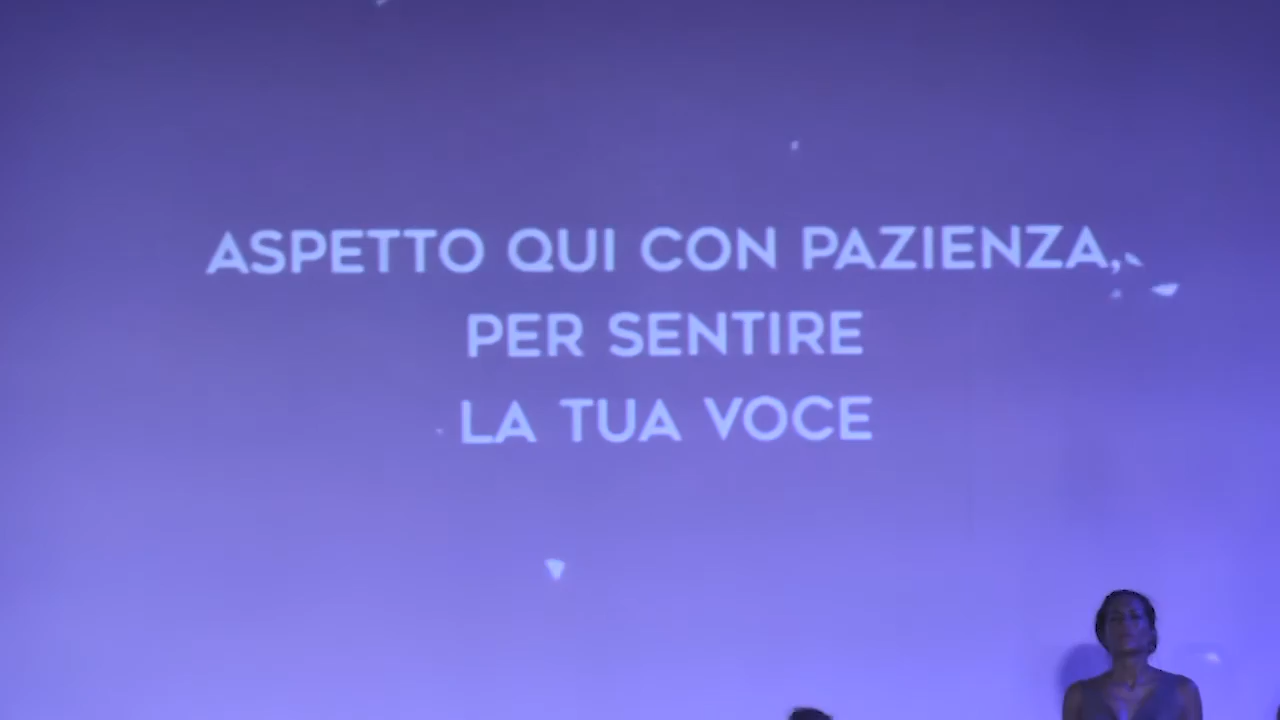 ASPETTO QUI CON PAZIENZA,
PER SENTIRE
LA TUA VOCE